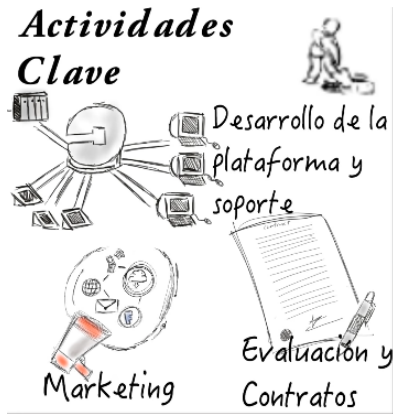 Actividades
Clave
Desarrollo de la
plataforma y
soporte
Marketing
Evaluación y
Contratos